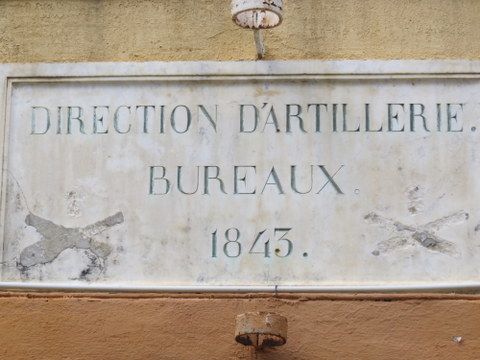 DIRECTION D'ARTILLERIE.
BUREAUX.
1843.